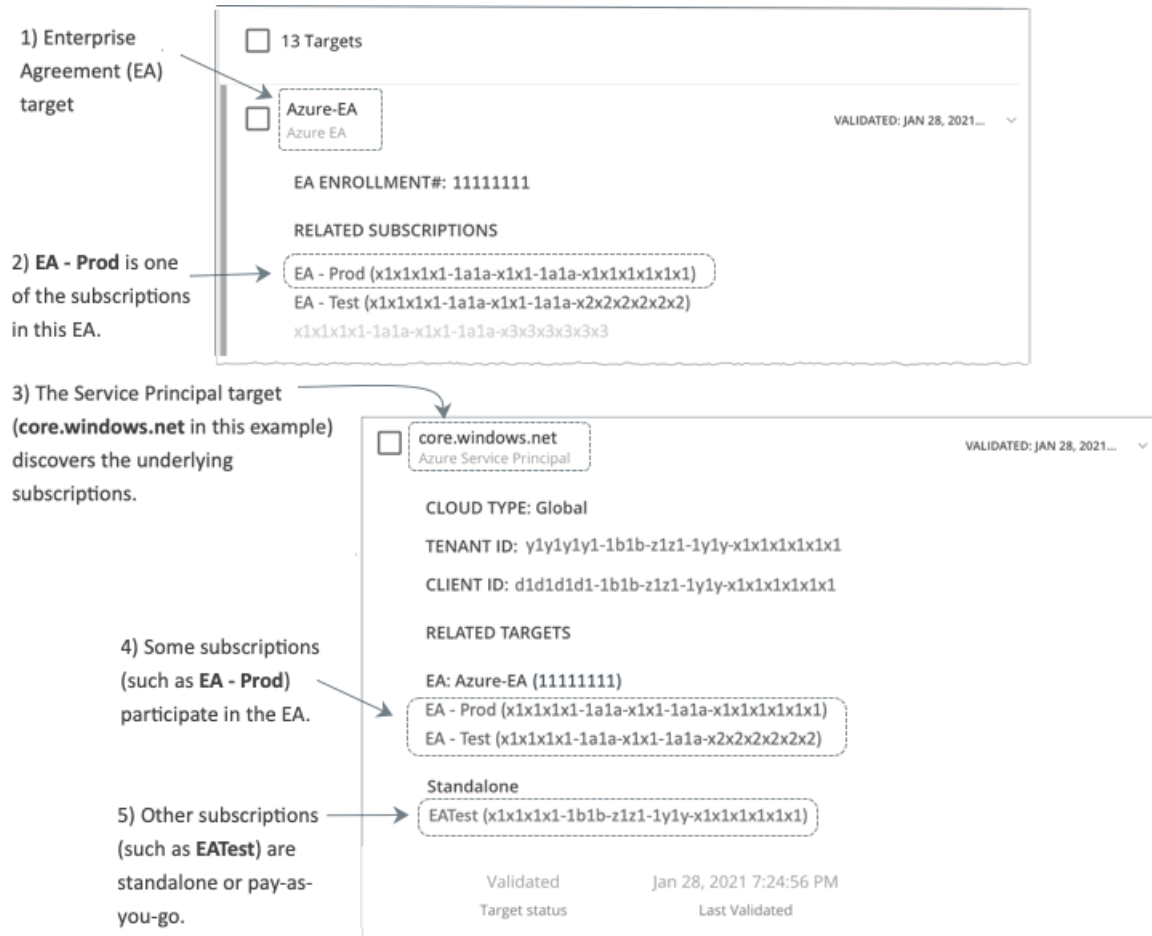 1) Enterprise
Agreement (EA)
target
13 Targets
Azure-EA
Azure EA
VALIDATED: JAN 28, 2021...
EA ENROLLMENT#: 11111111
RELATED SUBSCRIPTIONS
2) EA - Prod is one
of the subscriptions
in this EA.
EA - Prod (x1x1x1x1-1a1a-x1x1-1a1a-x1x1x1x1x1x1)
EA - Test (x1x1x1x1-1a1a-x1x1-1a1a-x2x2x2x2x2x2)
x1x1x1x1-1a1a-x1x1-1a1a-x3x3x3x3x3x3
3) The Service Principal target
(core.windows.net in this example)
discovers the underlying
subscriptions.
core.windows.net
Azure Service Principal
VALIDATED: JAN 28, 2021...
CLOUD TYPE: Global
TENANT ID: y1y1y1y1-1b1b-z1z1-1y1y-x1x1x1x1x1x1
CLIENT ID: d1d1d1d1-1b1b-z1z1-1y1y-x1x1x1x1x1x1
RELATED TARGETS
4) Some subscriptions
(such as EA - Prod)
participate in the EA.
EA: Azure-EA (11111111)
EA - Prod (x1x1x1x1-1a1a-x1x1-1a1a-x1x1x1x1x1x1)
EA - Test (x1x1x1x1-1a1a-x1x1-1a1a-x2x2x2x2x2x2)
Standalone
5) Other subscriptions
(such as EATest) are
standalone or pay-as-
you-go.
EATest (x1x1x1x1-1b1b-z1z1-1y1y-x1x1x1x1x1x1)
Validated
Target status
Jan 28, 2021 7:24:56 PM
Last Validated